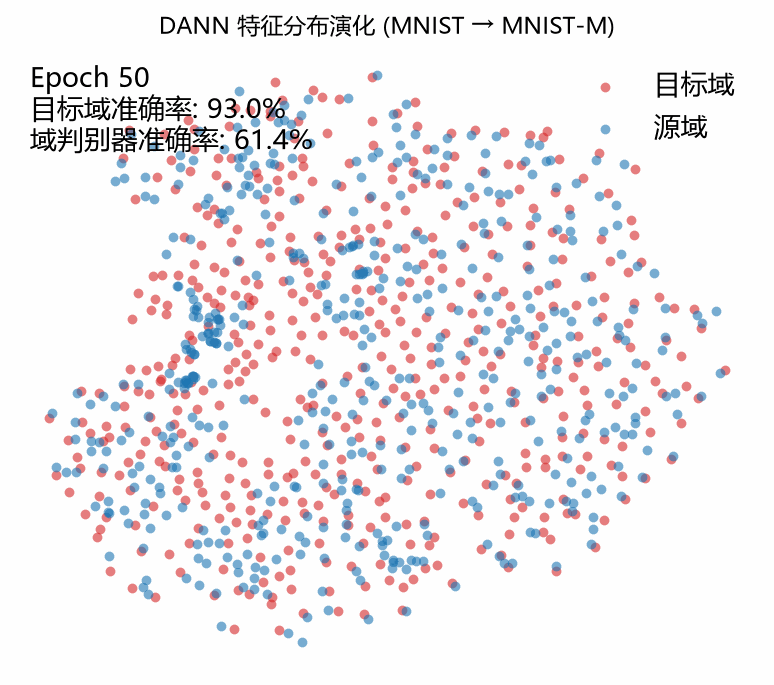 DANN 特征分布演化 (MNIST → MNIST-M)
Epoch 50
目标域准确率: 93.0%
域判别器准确率: 61.4%
目标域
源域